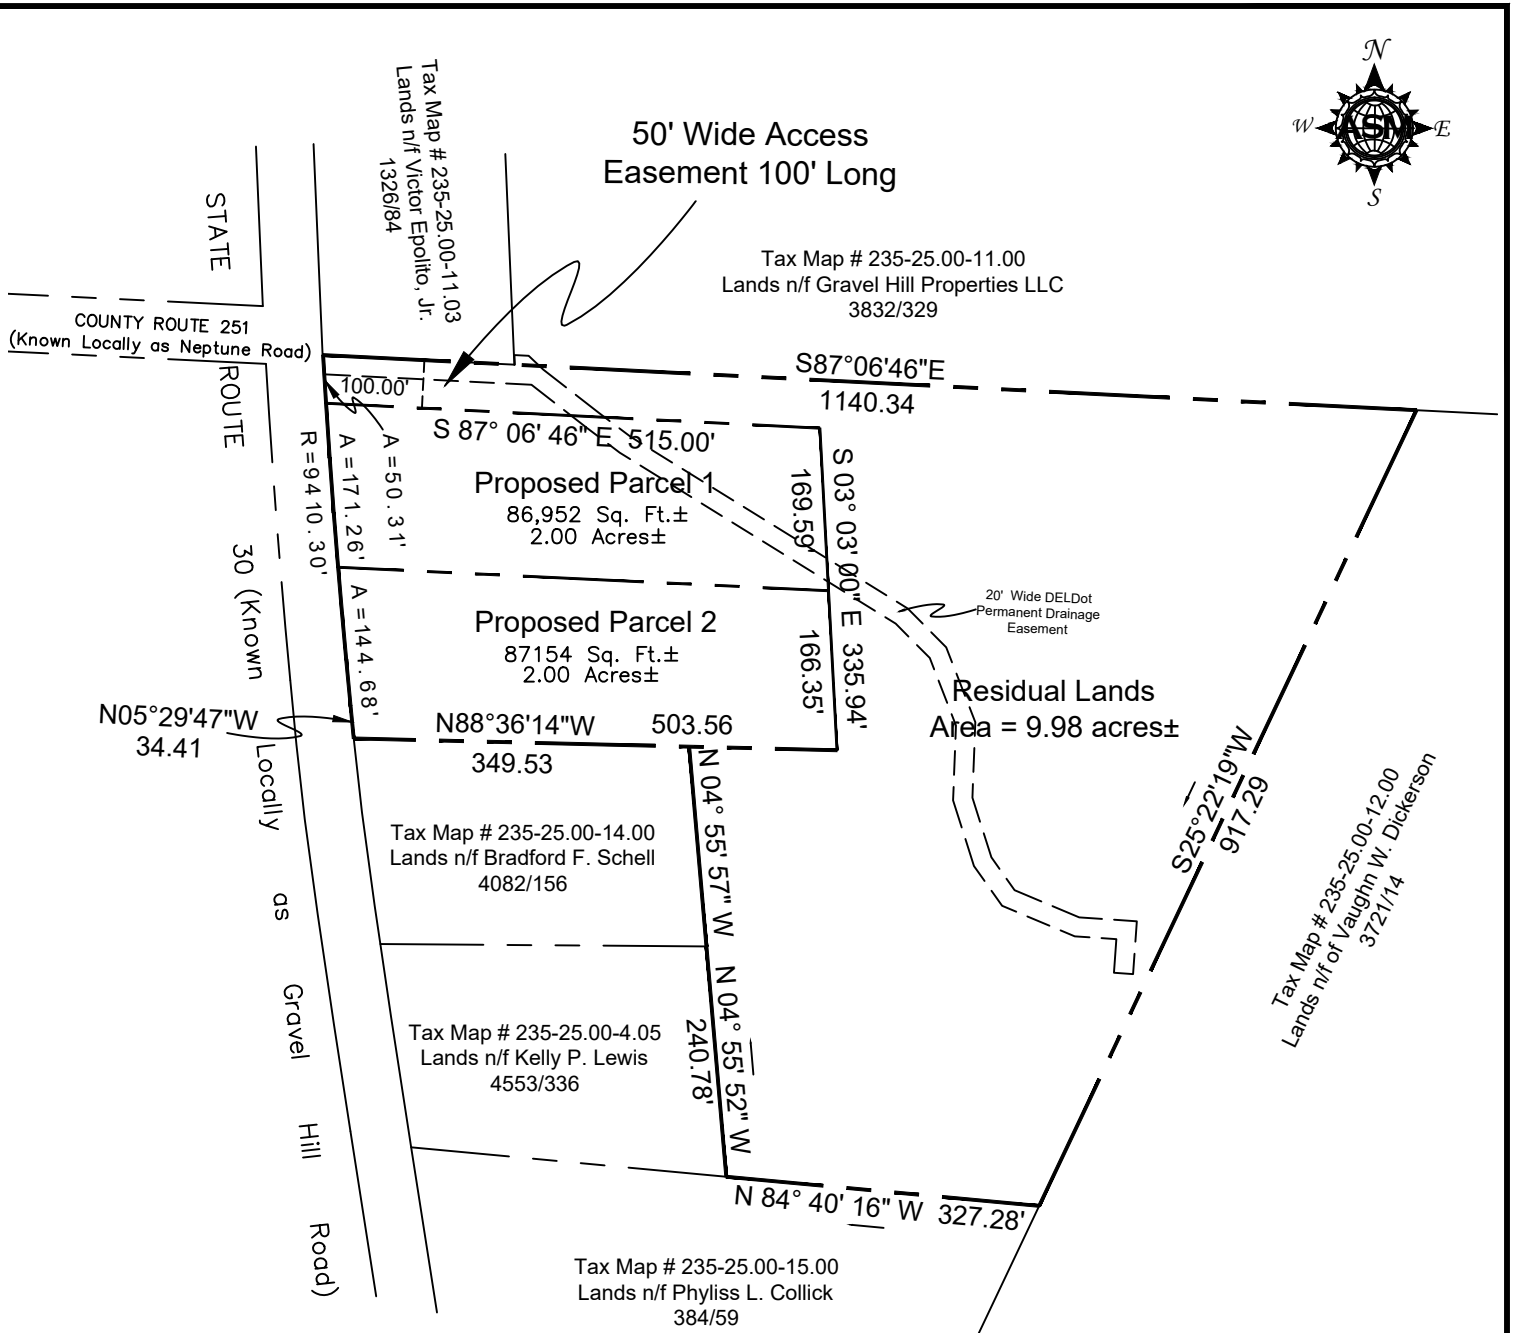 N
W
ASM
E
S
Tax Map # 235-25.00-11.03
Lands n/f Victor Epolito, Jr.
1326/84
50' Wide Access
Easement 100' Long
STATE
ROUTE
30 (Known
Locally
as
Gravel
Hill
Road)
Tax Map # 235-25.00-11.00
Lands n/f Gravel Hill Properties LLC
3832/329
COUNTY ROUTE 251
(Known Locally as Neptune Road)
S87°06'46"E
1140.34
100.00'
S 87° 06' 46" E 515.00'
R=9410.30'
A=171.26'
A=50.31'
Proposed Parcel 1
86,952 Sq. Ft.±
2.00 Acres±
169.59'
S 03° 03' 00" E 335.94'
A=144.68'
Proposed Parcel 2
87154 Sq. Ft.±
2.00 Acres±
166.35'
20' Wide DELDot
Permanent Drainage
Easement
Residual Lands
Area = 9.98 acres±
N05°29'47"W
34.41
N88°36'14"W 503.56
349.53
S25°22'19"W
917.29
Tax Map # 235-25.00-12.00
Lands n/f of Vaughn W. Dickerson
3721/14
N 04° 55' 57" W
Tax Map # 235-25.00-14.00
Lands n/f Bradford F. Schell
4082/156
N 04° 55' 52" W
240.78'
Tax Map # 235-25.00-4.05
Lands n/f Kelly P. Lewis
4553/336
N 84° 40' 16" W 327.28'
Tax Map # 235-25.00-15.00
Lands n/f Phyliss L. Collick
384/59